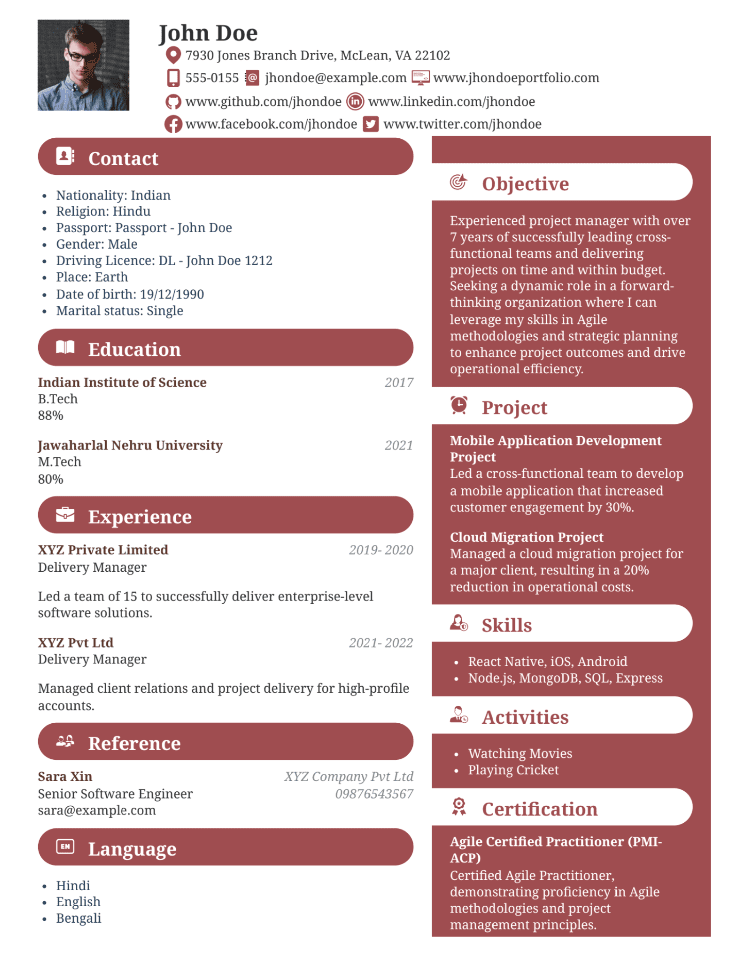 John Doe
7930 Jones Branch Drive, McLean, VA 22102
555-0155 jhondoe@example.com www.jhondoeportfolio.com
www.github.com/jhondoe www.linkedin.com/jhondoe
www.facebook.com/jhondoe www.twitter.com/jhondoe
Contact
• Nationality: Indian
• Religion: Hindu
• Passport: Passport - John Doe
• Gender: Male
• Driving Licence: DL - John Doe 1212
• Place: Earth
• Date of birth: 19/12/1990
• Marital status: Single
Education
Indian Institute of Science 2017
B.Tech
88%
Jawaharlal Nehru University 2021
M.Tech
80%
Experience
XYZ Private Limited 2019- 2020
Delivery Manager
Led a team of 15 to successfully deliver enterprise-level
software solutions.
XYZ Pvt Ltd 2021- 2022
Delivery Manager
Managed client relations and project delivery for high-profile
accounts.
Reference
Sara Xin XYZ Company Pvt Ltd
Senior Software Engineer 09876543567
sara@example.com
EN Language
• Hindi
• English
• Bengali
Objective
Experienced project manager with over
7 years of successfully leading cross-
functional teams and delivering
projects on time and within budget.
Seeking a dynamic role in a forward-
thinking organization where I can
leverage my skills in Agile
methodologies and strategic planning
to enhance project outcomes and drive
operational efficiency.
Project
Mobile Application Development
Project
Led a cross-functional team to develop
a mobile application that increased
customer engagement by 30%.
Cloud Migration Project
Managed a cloud migration project for
a major client, resulting in a 20%
reduction in operational costs.
Skills
• React Native, iOS, Android
• Node.js, MongoDB, SQL, Express
Activities
• Watching Movies
• Playing Cricket
Certification
Agile Certified Practitioner (PMI-
ACP)
Certified Agile Practitioner,
demonstrating proficiency in Agile
methodologies and project
management principles.